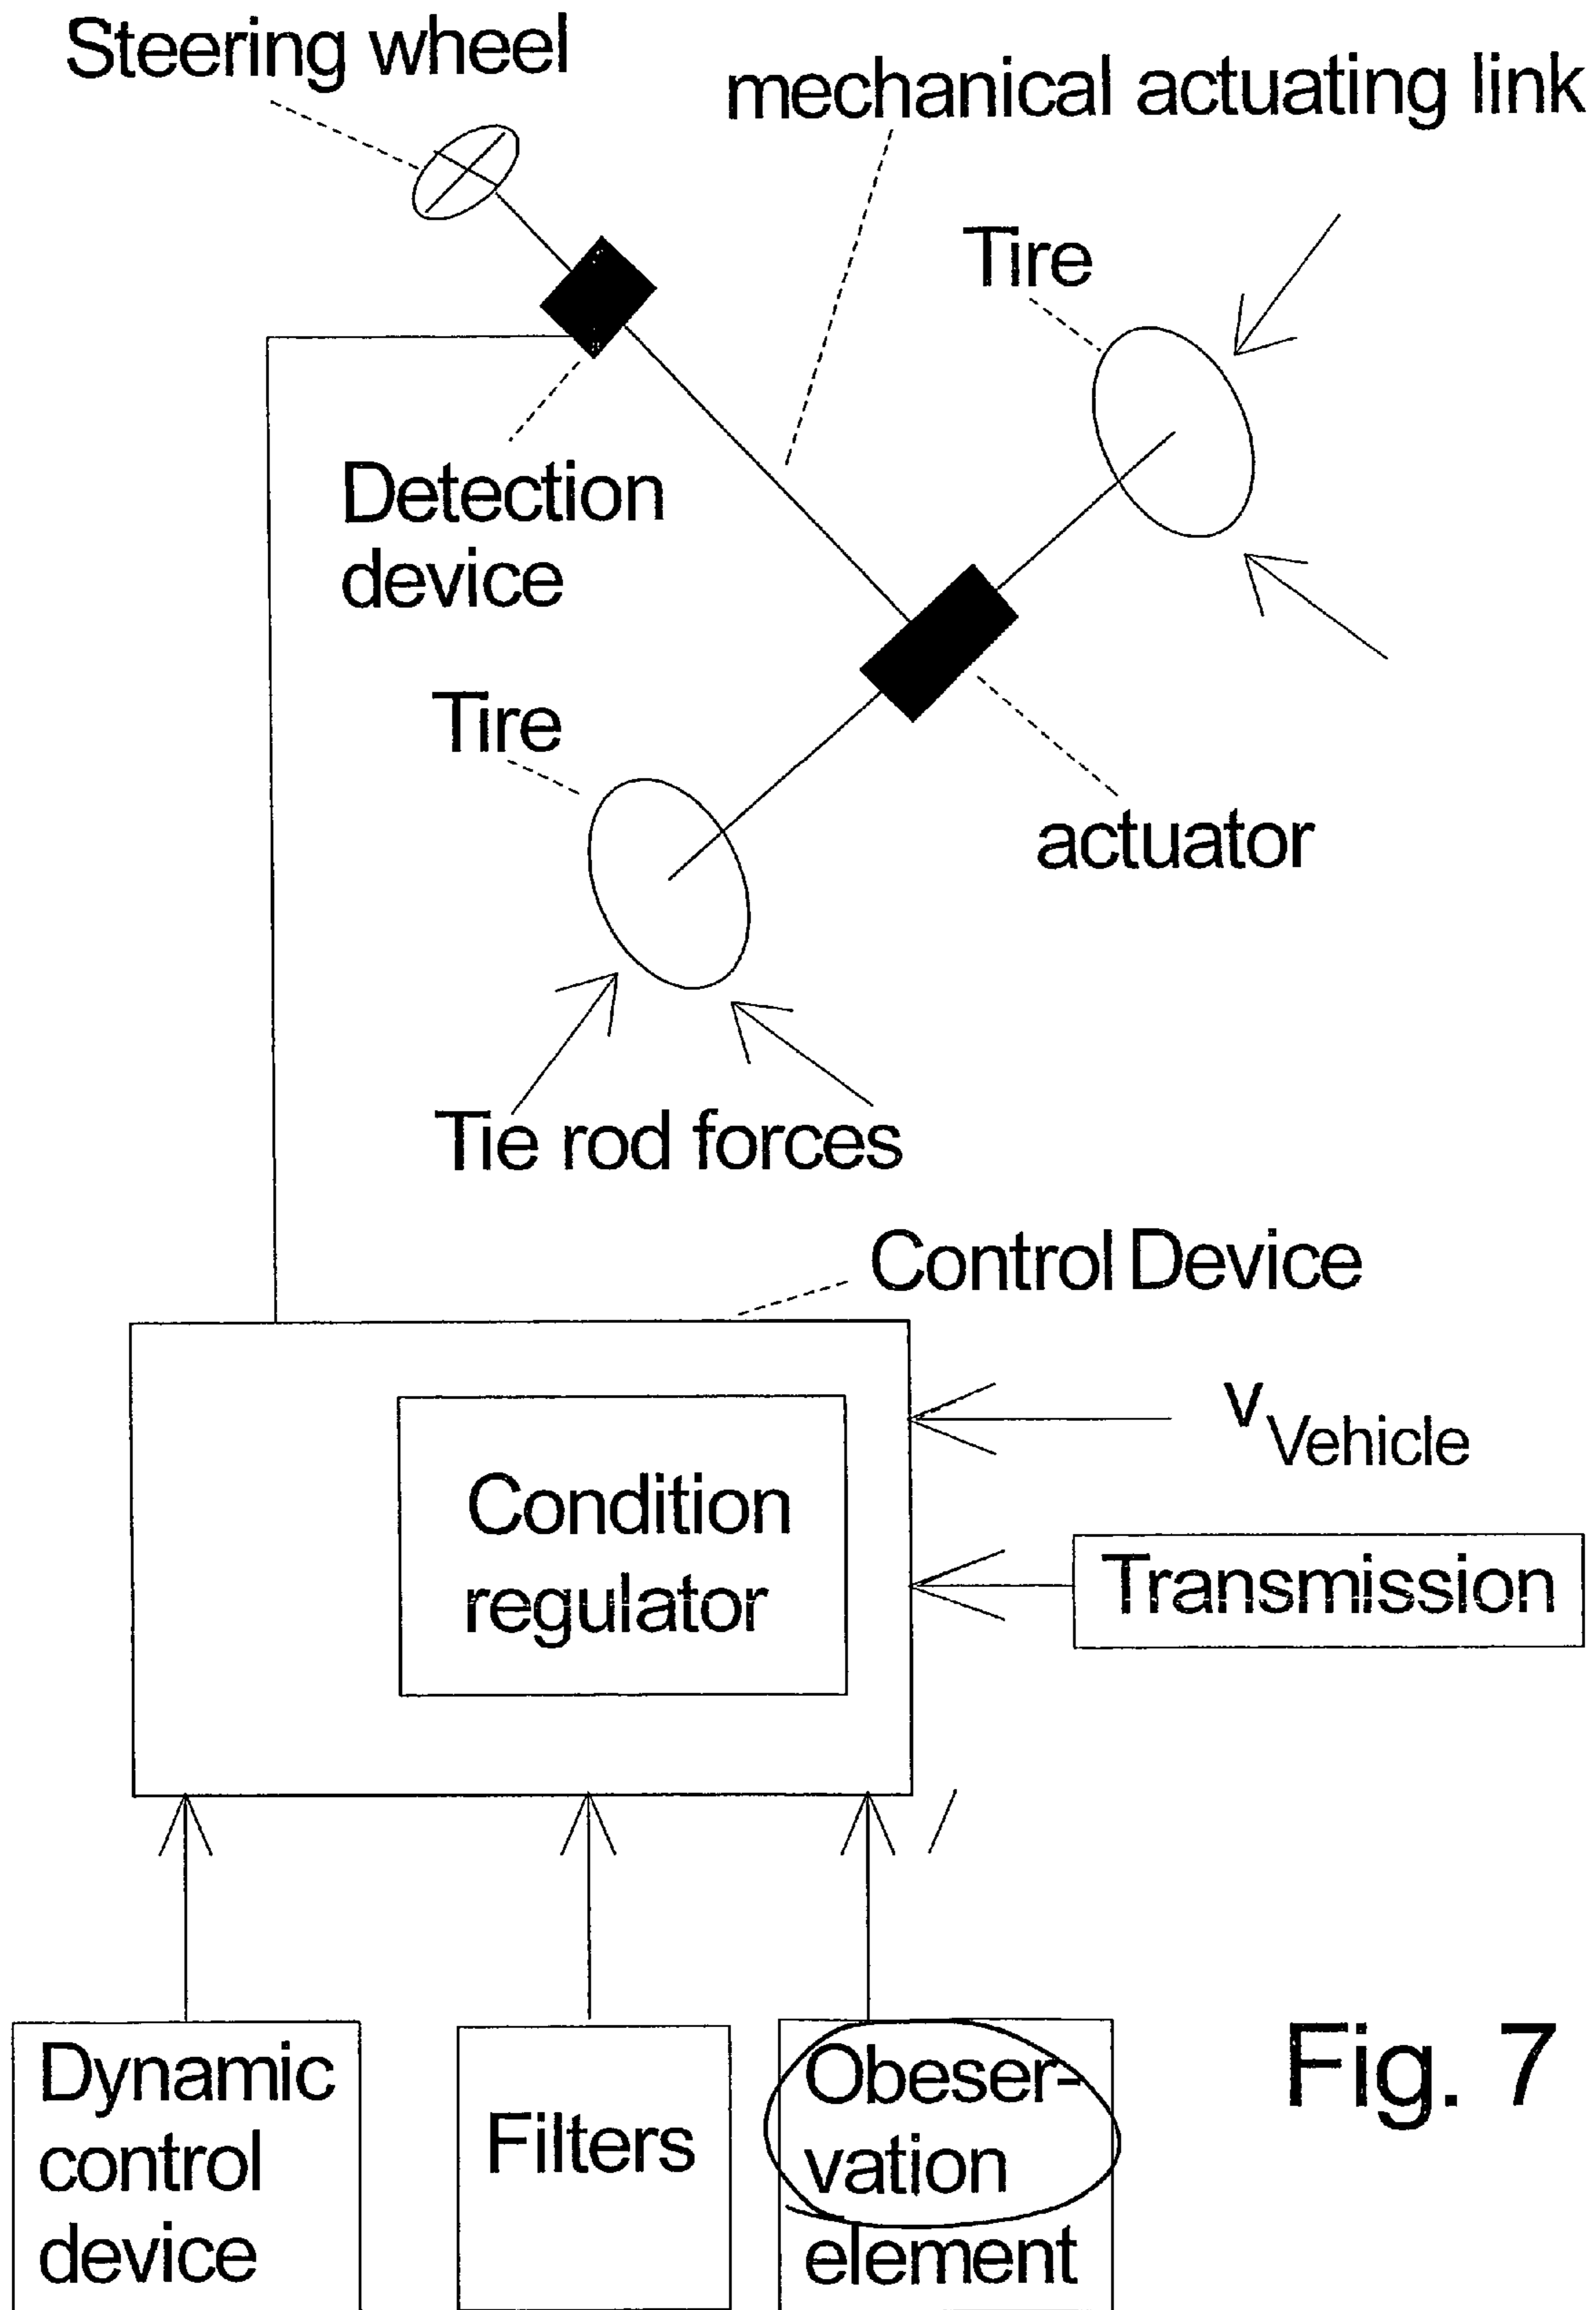 Steering wheel
mechanical actuating link
Tire
Detection
device
Tire
actuator
Tie rod forces
Control Device
v Vehicle
Condition
regulator
Transmission
Dynamic
control
device
Filters
Obeser-
vation
element
Fig. 7